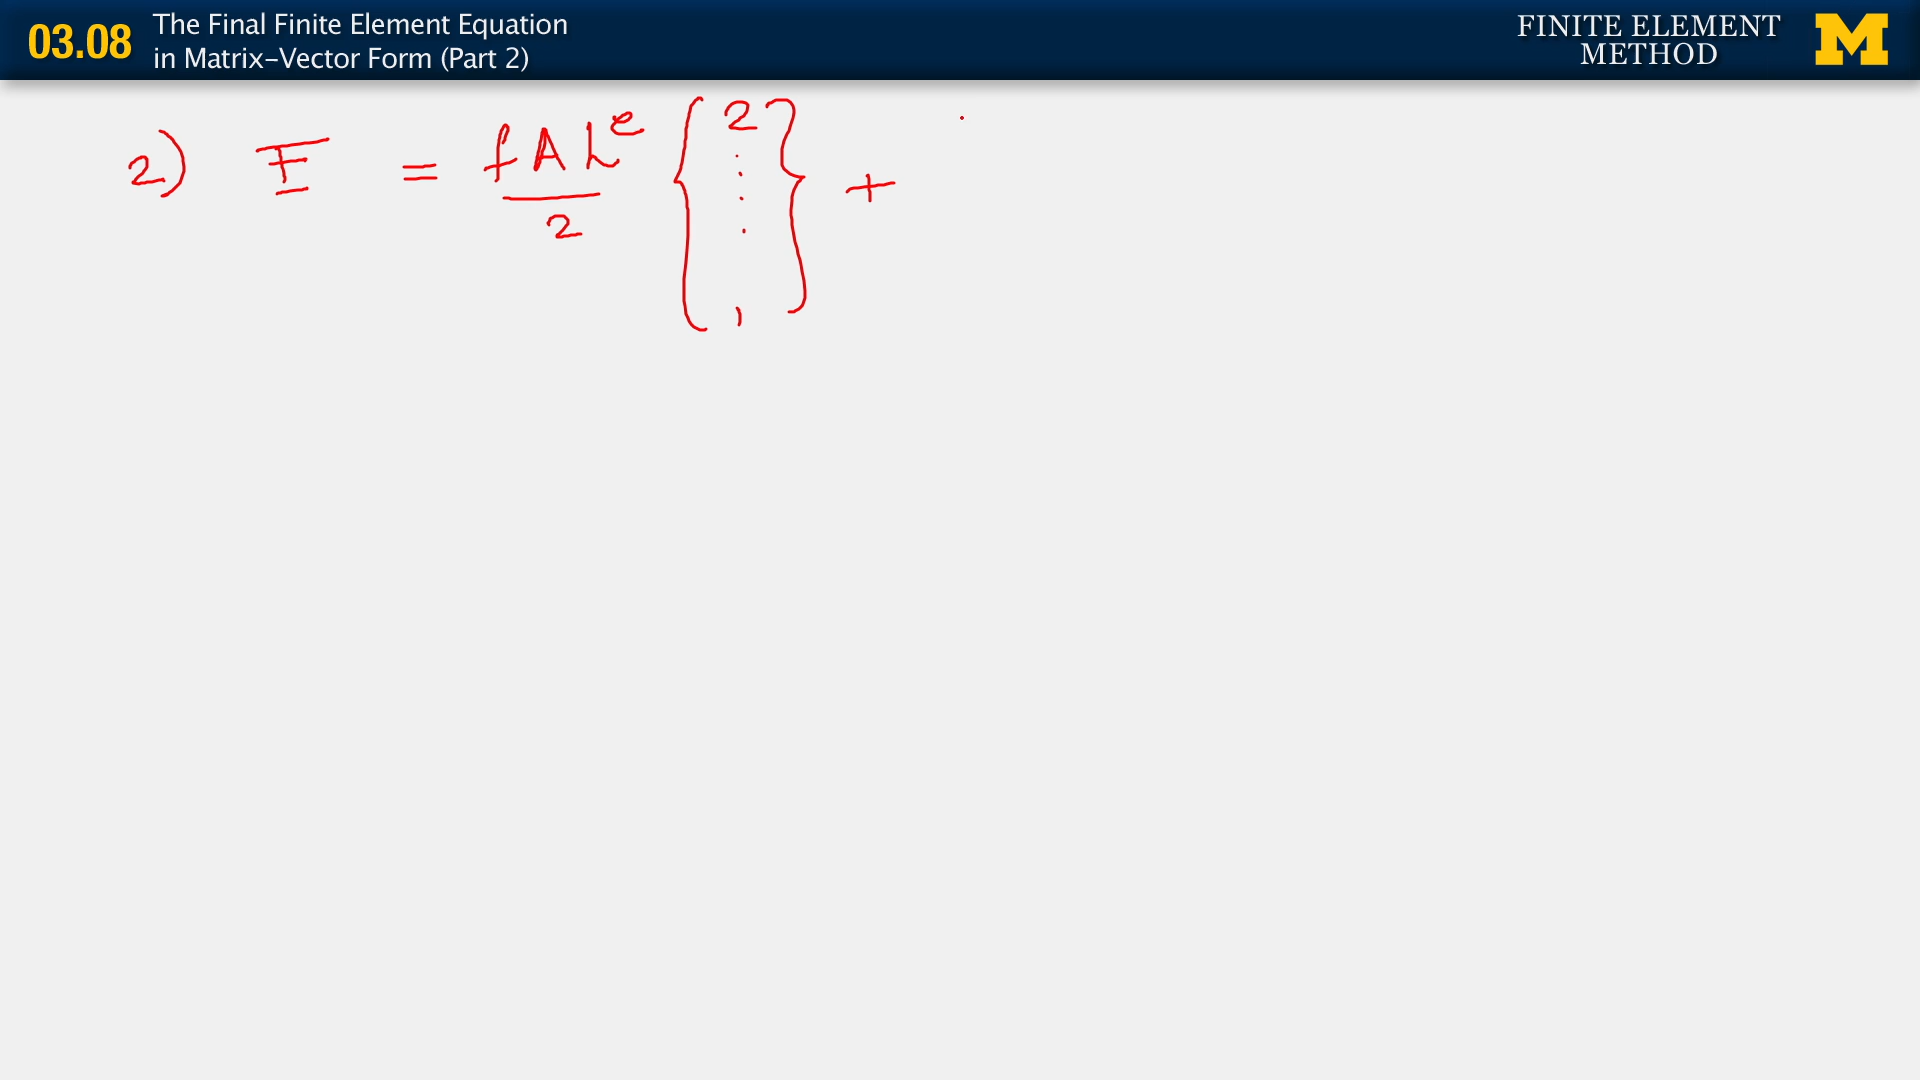 03.08
The Final Finite Element Equation
in Matrix–Vector Form (Part 2)
FINITE ELEMENT
METHOD
M
2) F = fAhᵉ/2 { 2 ⋮ 1 } +